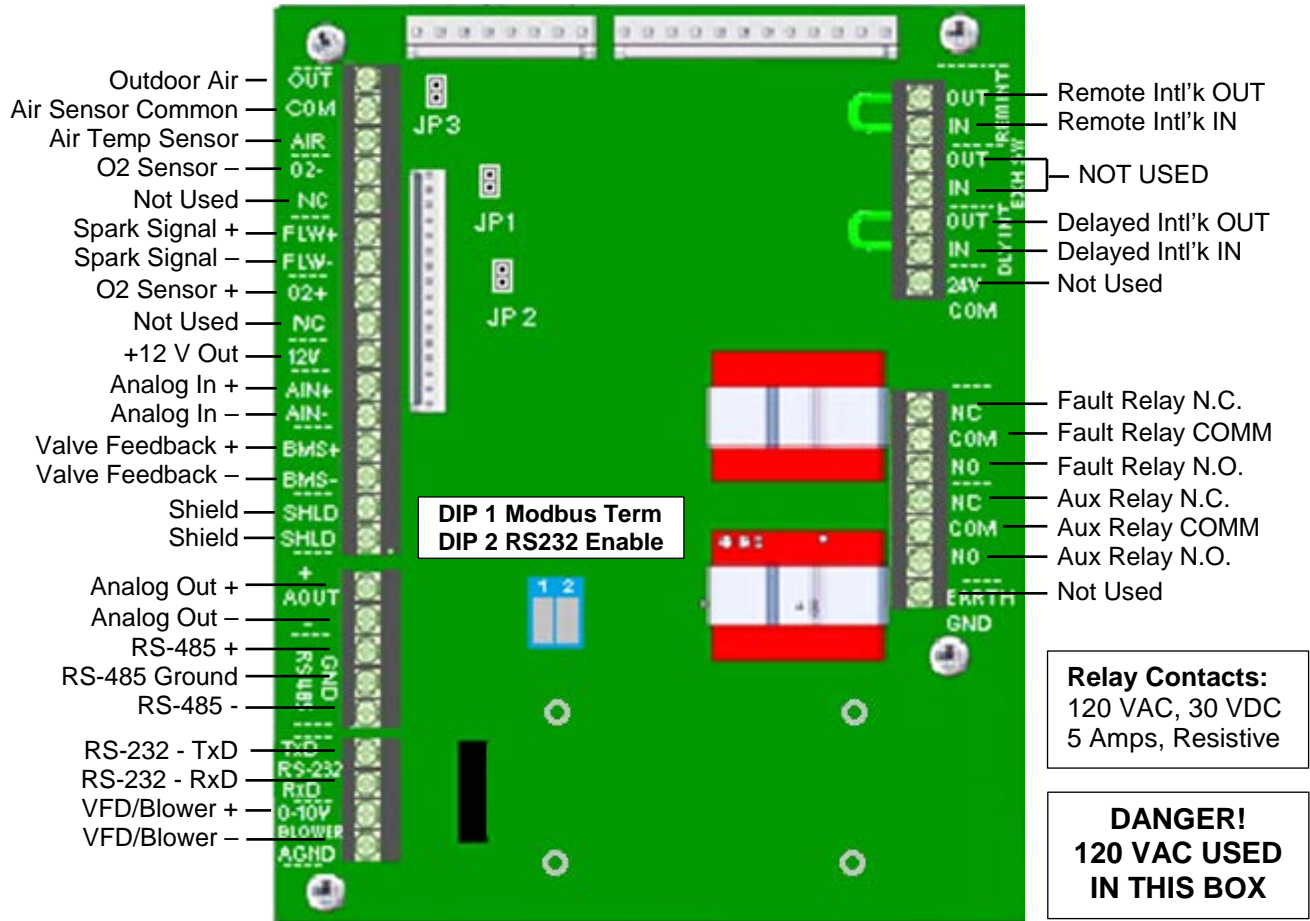 Outdoor Air
Air Sensor Common
Air Temp Sensor
O2 Sensor –
Not Used
Spark Signal +
Spark Signal –
O2 Sensor +
Not Used
+12 V Out
Analog In +
Analog In –
Valve Feedback +
Valve Feedback –
Shield
Shield
Analog Out +
Analog Out –
RS-485 +
RS-485 Ground
RS-485 -
RS-232 - TxD
RS-232 - RxD
VFD/Blower +
VFD/Blower –
OUT
COM
AIR
O2-
NC
FLW+
FLW-
O2+
NC
12V
AIN+
AIN-
BMS+
BMS-
SHLD
SHLD
+
AOUT
-
RS485
GND
TxD
RS-232
RxD
0-10V
BLOWER
AGND
JP3
JP1
JP 2
DIP 1 Modbus Term
DIP 2 RS232 Enable
1 2
OUT
IN
OUT
IN
OUT
IN
24V
COM
REMINTL
EXH SW
DLYINT
NC
COM
NO
NC
COM
NO
ERRTH
GND
Remote Intl'k OUT
Remote Intl'k IN
NOT USED
Delayed Intl'k OUT
Delayed Intl'k IN
Not Used
Fault Relay N.C.
Fault Relay COMM
Fault Relay N.O.
Aux Relay N.C.
Aux Relay COMM
Aux Relay N.O.
Not Used
Relay Contacts:
120 VAC, 30 VDC
5 Amps, Resistive
DANGER!
120 VAC USED
IN THIS BOX